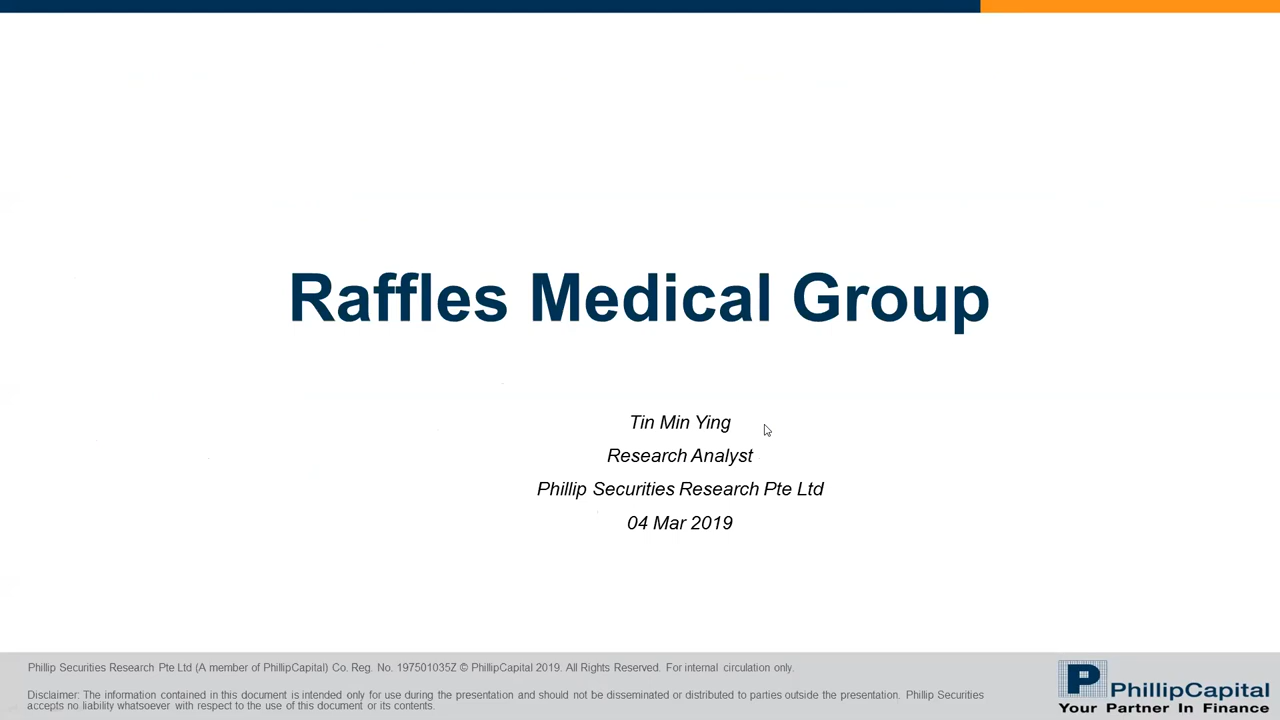 Raffles Medical Group
Tin Min Ying
Research Analyst
Phillip Securities Research Pte Ltd
04 Mar 2019
Phillip Securities Research Pte Ltd (A member of PhillipCapital) Co. Reg. No. 197501035Z © PhillipCapital 2019. All Rights Reserved. For internal circulation only.
Disclaimer: The information contained in this document is intended only for use during the presentation and should not be disseminated or distributed to parties outside the presentation. Phillip Securities
accepts no liability whatsoever with respect to the use of this document or its contents.
P PhillipCapital
Your Partner In Finance